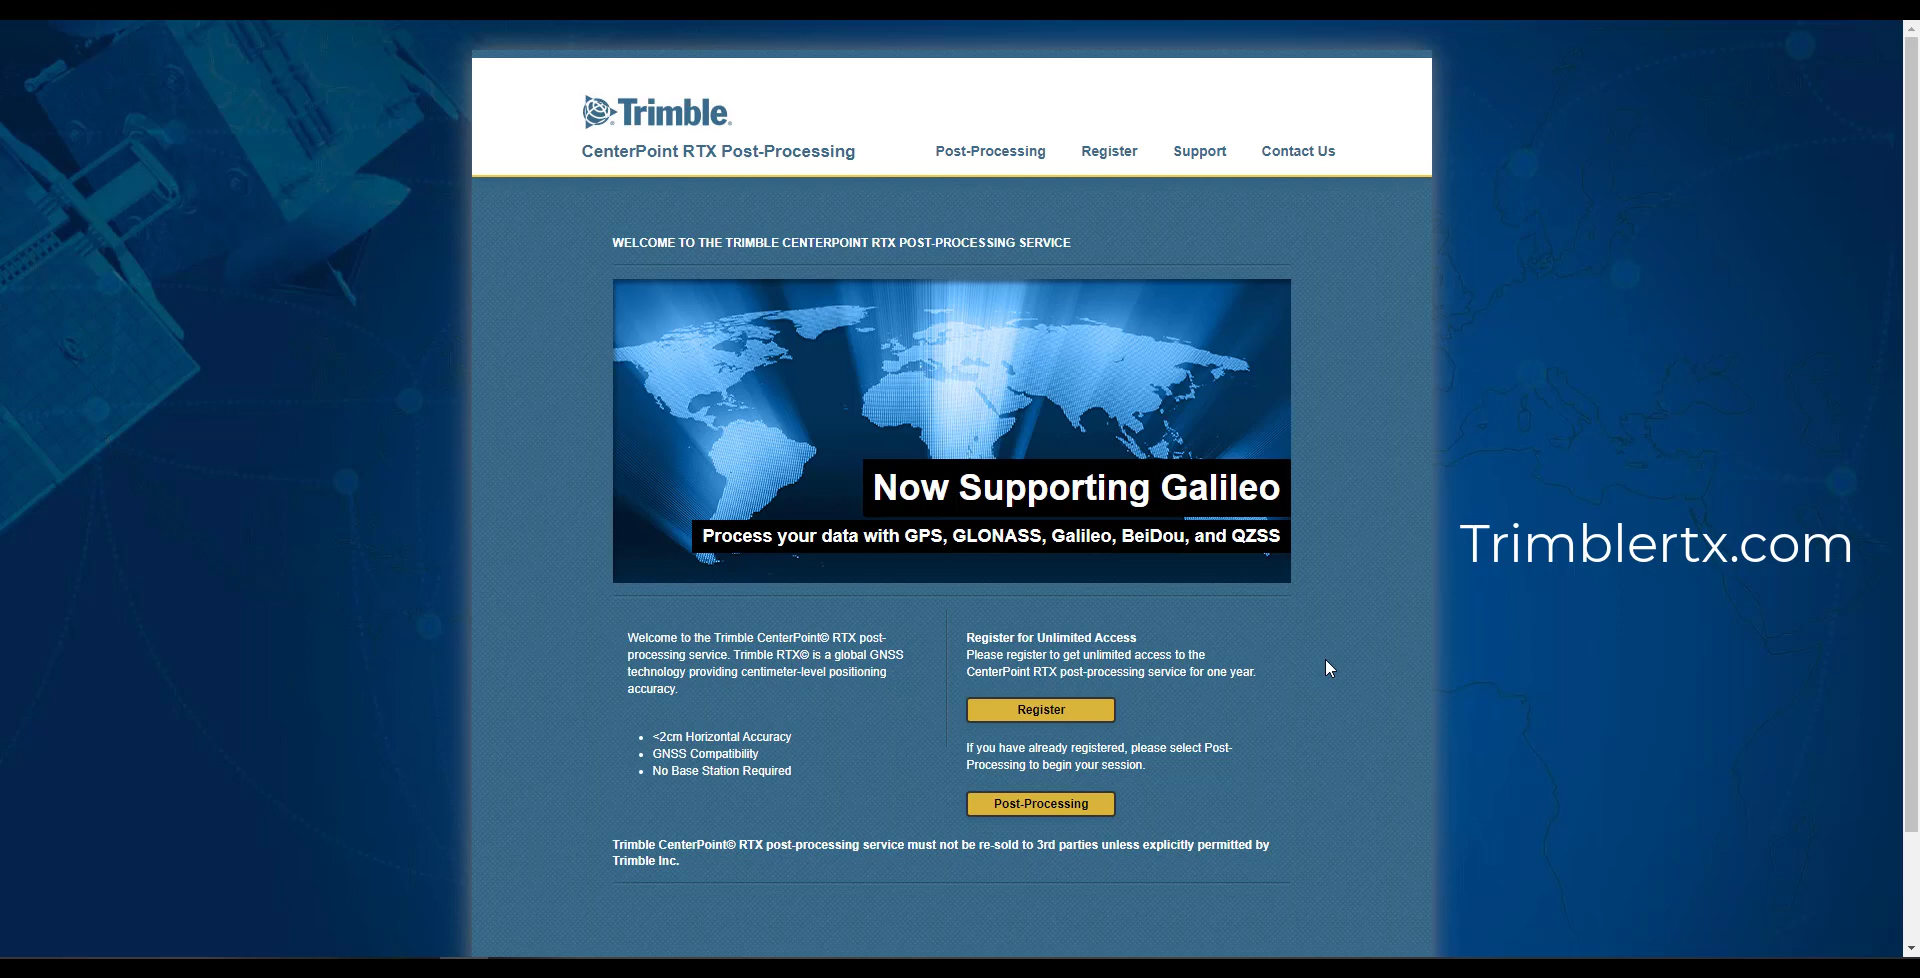 Trimble
CenterPoint RTX Post-Processing
Post-Processing
Register
Support
Contact Us
WELCOME TO THE TRIMBLE CENTERPOINT RTX POST-PROCESSING SERVICE
Now Supporting Galileo
Process your data with GPS, GLONASS, Galileo, BeiDou, and QZSS
Trimblertx.com
Welcome to the Trimble CenterPoint© RTX post-
processing service. Trimble RTX© is a global GNSS
technology providing centimeter-level positioning
accuracy.
• <2cm Horizontal Accuracy
• GNSS Compatibility
• No Base Station Required
Register for Unlimited Access
Please register to get unlimited access to the
CenterPoint RTX post-processing service for one year.
Register
If you have already registered, please select Post-
Processing to begin your session.
Post-Processing
Trimble CenterPoint© RTX post-processing service must not be re-sold to 3rd parties unless explicitly permitted by
Trimble Inc.